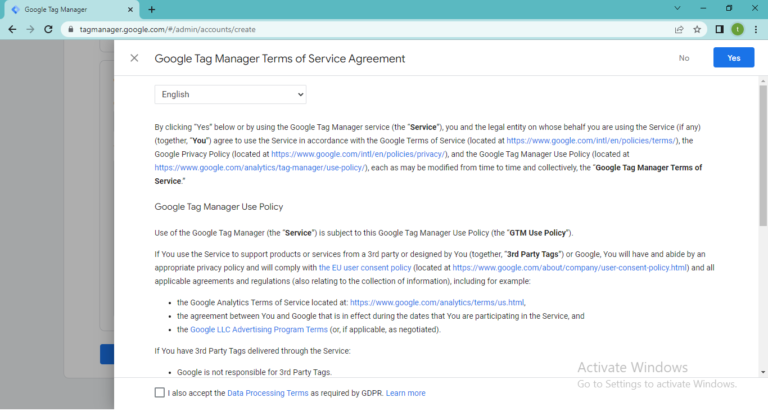 Google Tag Manager
tagmanager.google.com/#/admin/accounts/create
Google Tag Manager Terms of Service Agreement
No
Yes
English
By clicking "Yes" below or by using the Google Tag Manager service (the "Service"), you and the legal entity on whose behalf you are using the Service (if any)
(together, "You") agree to use the Service in accordance with the Google Terms of Service (located at https://www.google.com/intl/en/policies/terms/), the
Google Privacy Policy (located at https://www.google.com/intl/en/policies/privacy/), and the Google Tag Manager Use Policy (located at
https://www.google.com/analytics/tag-manager/use-policy/), each as may be modified from time to time and collectively, the "Google Tag Manager Terms of
Service."
Google Tag Manager Use Policy
Use of the Google Tag Manager (the "Service") is subject to this Google Tag Manager Use Policy (the "GTM Use Policy").
If You use the Service to support products or services from a 3rd party or designed by You (together, "3rd Party Tags") or Google, You will have and abide by an
appropriate privacy policy and will comply with the EU user consent policy (located at https://www.google.com/about/company/user-consent-policy.html) and all
applicable agreements and regulations (also relating to the collection of information), including for example:
• the Google Analytics Terms of Service located at: https://www.google.com/analytics/terms/us.html,
• the agreement between You and Google that is in effect during the dates that You are participating in the Service, and
• the Google LLC Advertising Program Terms (or, if applicable, as negotiated).
If You have 3rd Party Tags delivered through the Service:
• Google is not responsible for 3rd Party Tags.
Activate Windows
Go to Settings to activate Windows.
I also accept the Data Processing Terms as required by GDPR. Learn more